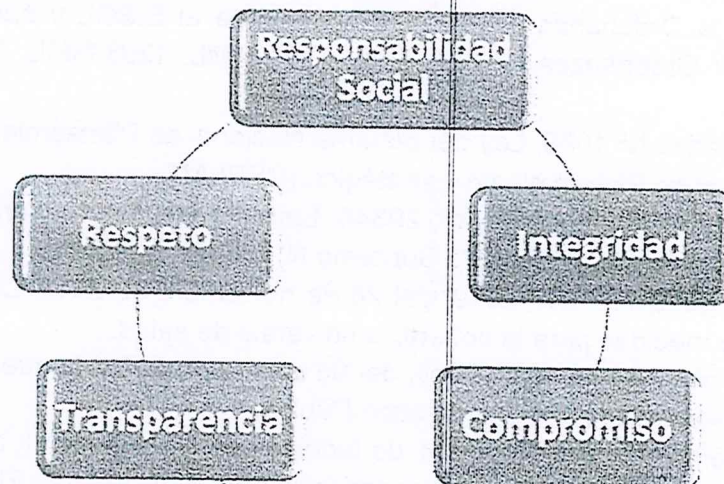 Responsabilidad
Social
Respeto
Integridad
Transparencia
Compromiso